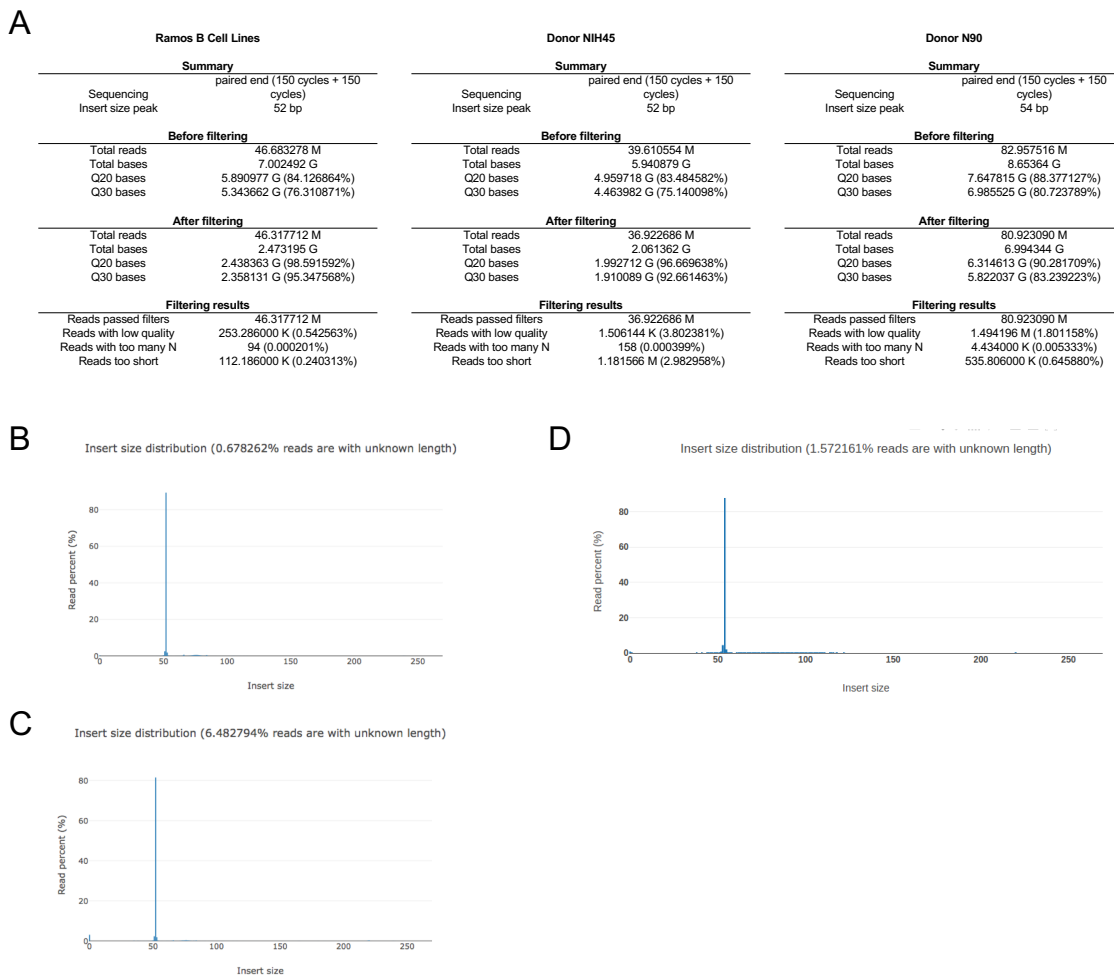 A
Ramos B Cell Lines
Summary
paired end (150 cycles + 150
Sequencing cycles)
Insert size peak 52 bp
Before filtering
Total reads 46.683278 M
Total bases 7.002492 G
Q20 bases 5.890977 G (84.126864%)
Q30 bases 5.343662 G (76.310871%)
After filtering
Total reads 46.317712 M
Total bases 2.473195 G
Q20 bases 2.438363 G (98.591592%)
Q30 bases 2.358131 G (95.347568%)
Filtering results
Reads passed filters 46.317712 M
Reads with low quality 253.286000 K (0.542563%)
Reads with too many N 94 (0.000201%)
Reads too short 112.186000 K (0.240313%)
Donor NIH45
Summary
paired end (150 cycles + 150
Sequencing cycles)
Insert size peak 52 bp
Before filtering
Total reads 39.610554 M
Total bases 5.940879 G
Q20 bases 4.959718 G (83.484582%)
Q30 bases 4.463982 G (75.140098%)
After filtering
Total reads 36.922686 M
Total bases 2.061362 G
Q20 bases 1.992712 G (96.669638%)
Q30 bases 1.910089 G (92.661463%)
Filtering results
Reads passed filters 36.922686 M
Reads with low quality 1.506144 K (3.802381%)
Reads with too many N 158 (0.000399%)
Reads too short 1.181566 M (2.982958%)
Donor N90
Summary
paired end (150 cycles + 150
Sequencing cycles)
Insert size peak 54 bp
Before filtering
Total reads 82.957516 M
Total bases 8.65364 G
Q20 bases 7.647815 G (88.377127%)
Q30 bases 6.985525 G (80.723789%)
After filtering
Total reads 80.923090 M
Total bases 6.994344 G
Q20 bases 6.314613 G (90.281709%)
Q30 bases 5.822037 G (83.239223%)
Filtering results
Reads passed filters 80.923090 M
Reads with low quality 1.494196 M (1.801158%)
Reads with too many N 4.434000 K (0.005333%)
Reads too short 535.806000 K (0.645880%)
B
Insert size distribution (0.678262% reads are with unknown length)
Read percent (%)
80
60
40
20
0
0 50 100 150 200 250
Insert size
D
Insert size distribution (1.572161% reads are with unknown length)
Read percent (%)
80
60
40
20
0
0 50 100 150 200 250
Insert size
C
Insert size distribution (6.482794% reads are with unknown length)
Read percent (%)
80
60
40
20
0
0 50 100 150 200 250
Insert size